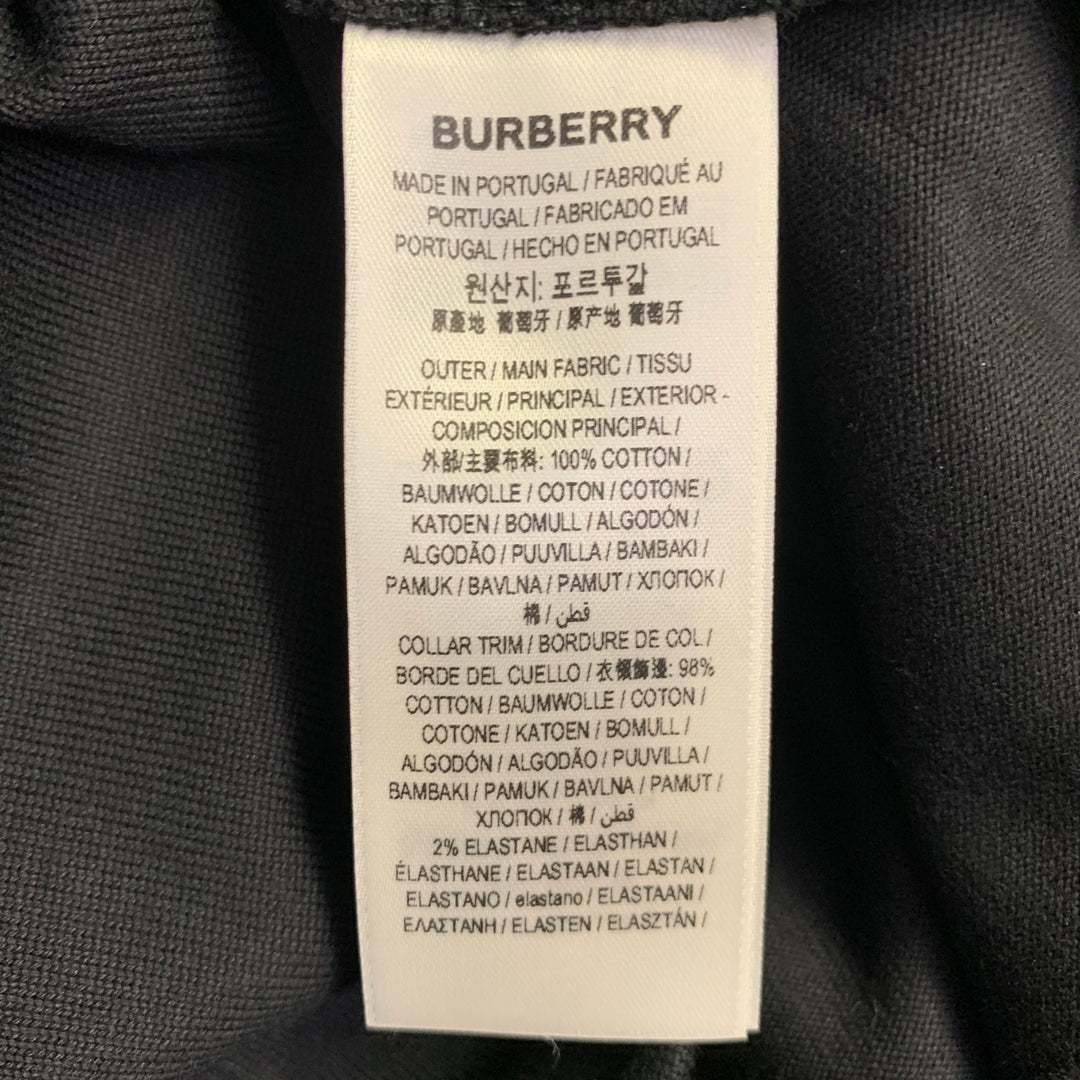 BURBERRY
MADE IN PORTUGAL / FABRIQUÉ AU
PORTUGAL / FABRICADO EM
PORTUGAL / HECHO EN PORTUGAL
원산지: 포르투갈
原產地 葡萄牙 / 原产地 葡萄牙
OUTER / MAIN FABRIC / TISSU
EXTÉRIEUR / PRINCIPAL / EXTERIOR -
COMPOSICION PRINCIPAL /
外部/主要布料: 100% COTTON /
BAUMWOLLE / COTON / COTONE /
KATOEN / BOMULL / ALGODÓN /
ALGODÃO / PUUVILLA / BAMBAKI /
PAMUK / BAVLNA / PAMUT / ХЛОПОК /
棉 / قطن
COLLAR TRIM / BORDURE DE COL /
BORDE DEL CUELLO / 衣領飾邊: 98%
COTTON / BAUMWOLLE / COTON /
COTONE / KATOEN / BOMULL /
ALGODÓN / ALGODÃO / PUUVILLA /
BAMBAKI / PAMUK / BAVLNA / PAMUT /
ХЛОПОК / 棉 / قطن
2% ELASTANE / ELASTHAN /
ÉLASTHANE / ELASTAAN / ELASTAN /
ELASTANO / elastano / ELASTAANI /
ΕΛΑΣΤΑΝΗ / ELASTEN / ELASZTÁN /